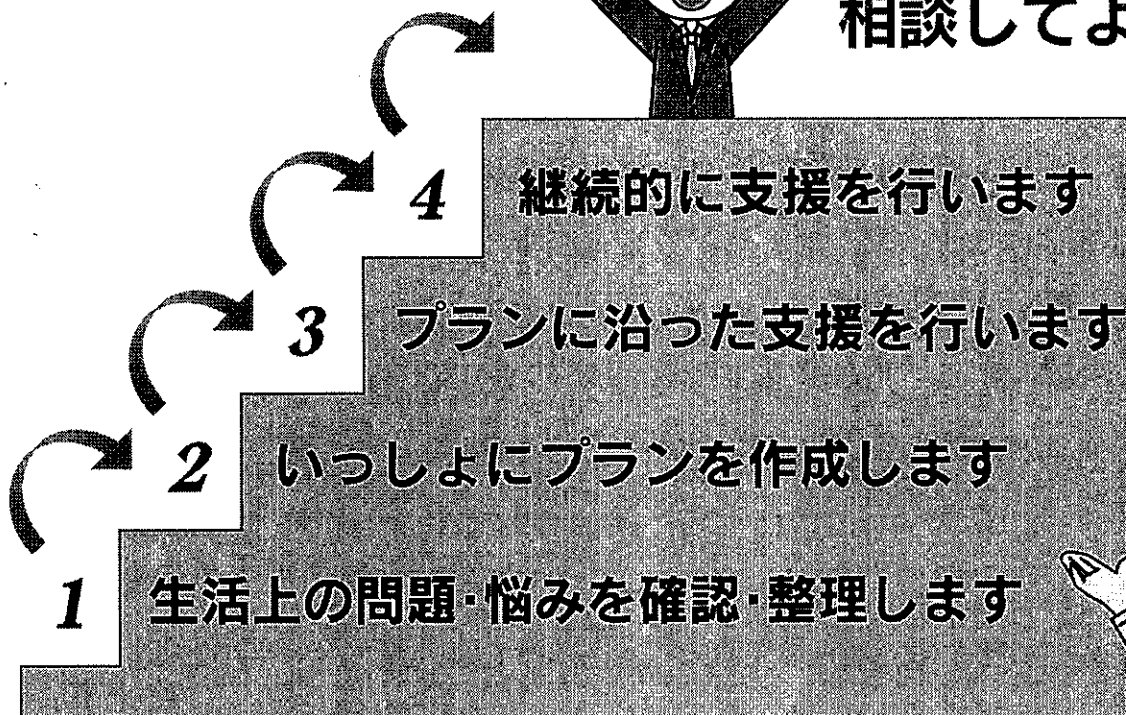 相談してよ
4 継続的に支援を行います
3 プランに沿った支援を行います
2 いっしょにプランを作成します
1 生活上の問題・悩みを確認・整理します